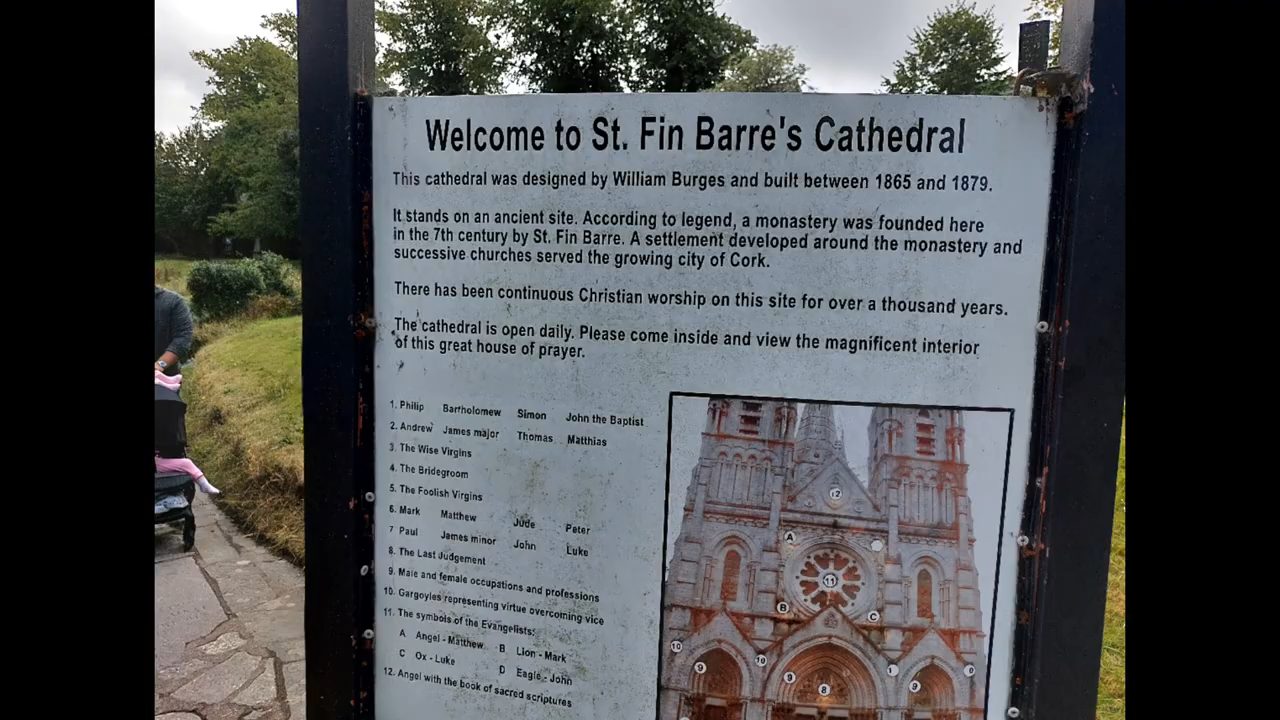 Welcome to St. Fin Barre's Cathedral
This cathedral was designed by William Burges and built between 1865 and 1879.
It stands on an ancient site. According to legend, a monastery was founded here
in the 7th century by St. Fin Barre. A settlement developed around the monastery and
successive churches served the growing city of Cork.
There has been continuous Christian worship on this site for over a thousand years.
The cathedral is open daily. Please come inside and view the magnificent interior
of this great house of prayer.
1. Philip Bartholomew Simon John the Baptist
2. Andrew James major Thomas Matthias
3. The Wise Virgins
4. The Bridegroom
5. The Foolish Virgins
6. Mark Matthew Jude Peter
7 Paul James minor John Luke
8. The Last Judgement
9. Male and female occupations and professions
10. Gargoyles representing virtue overcoming vice
11. The symbols of the Evangelists:
A Angel - Matthew B Lion - Mark
C Ox - Luke D Eagle - John
12. Angel with the book of sacred scriptures
12
A
11
B C
10 9 10 9 8 9